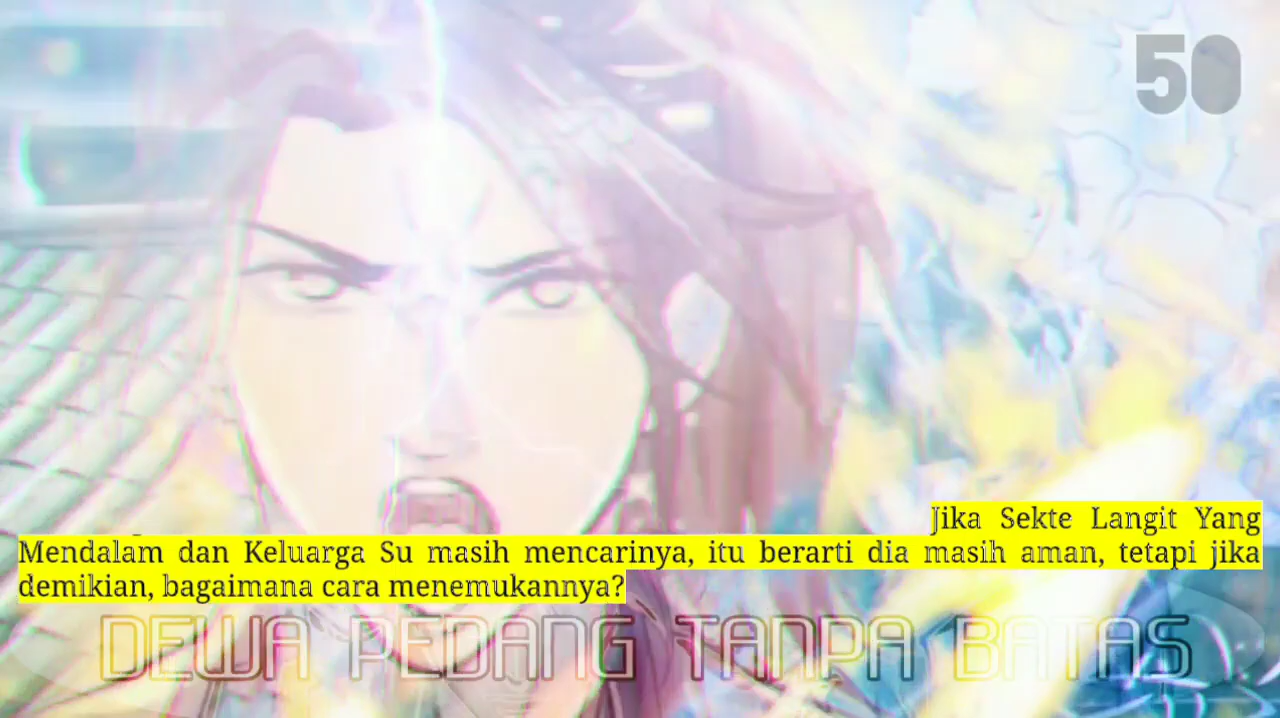 50
Jika Sekte Langit Yang
Mendalam dan Keluarga Su masih mencarinya, itu berarti dia masih aman, tetapi jika
demikian, bagaimana cara menemukannya?
DEWA PEDANG TANPA BATAS